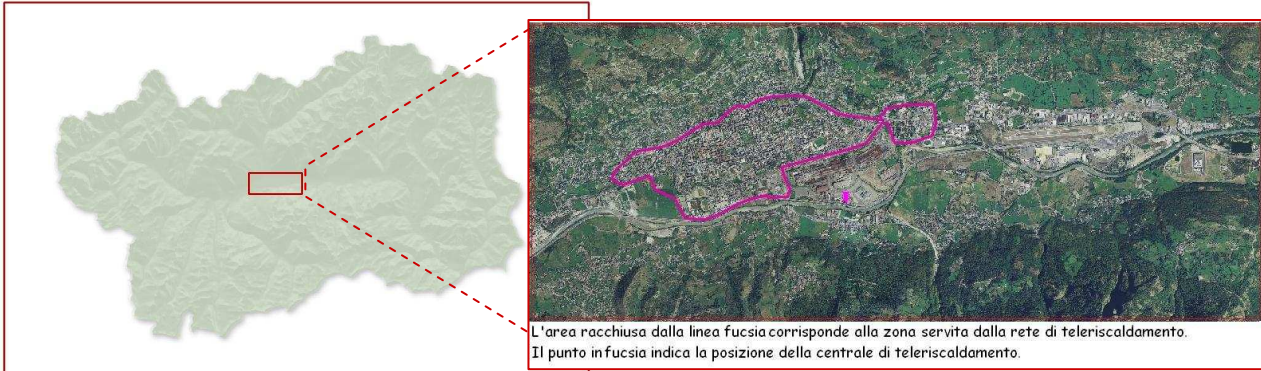 L'area racchiusa dalla linea fucsia corrisponde alla zona servita dalla rete di teleriscaldamento.
Il punto in fucsia indica la posizione della centrale di teleriscaldamento.